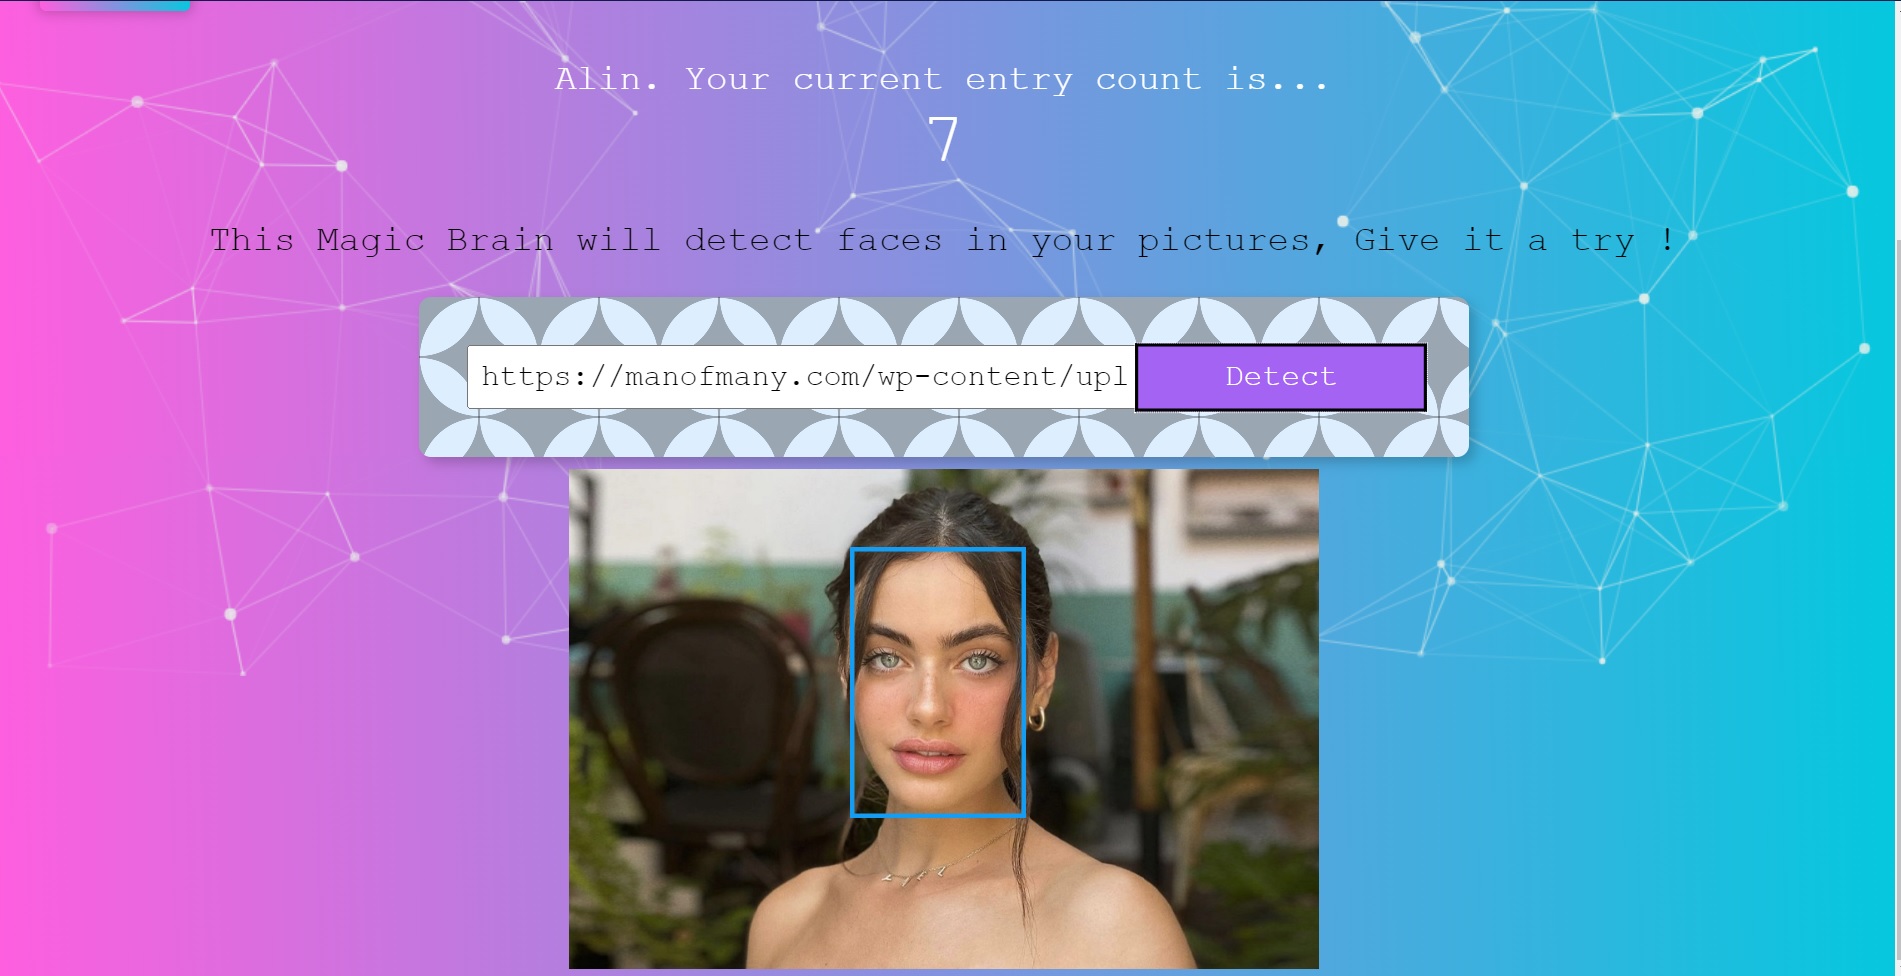 Alin. Your current entry count is...
7
This Magic Brain will detect faces in your pictures, Give it a try !
https://manofmany.com/wp-content/upl
Detect